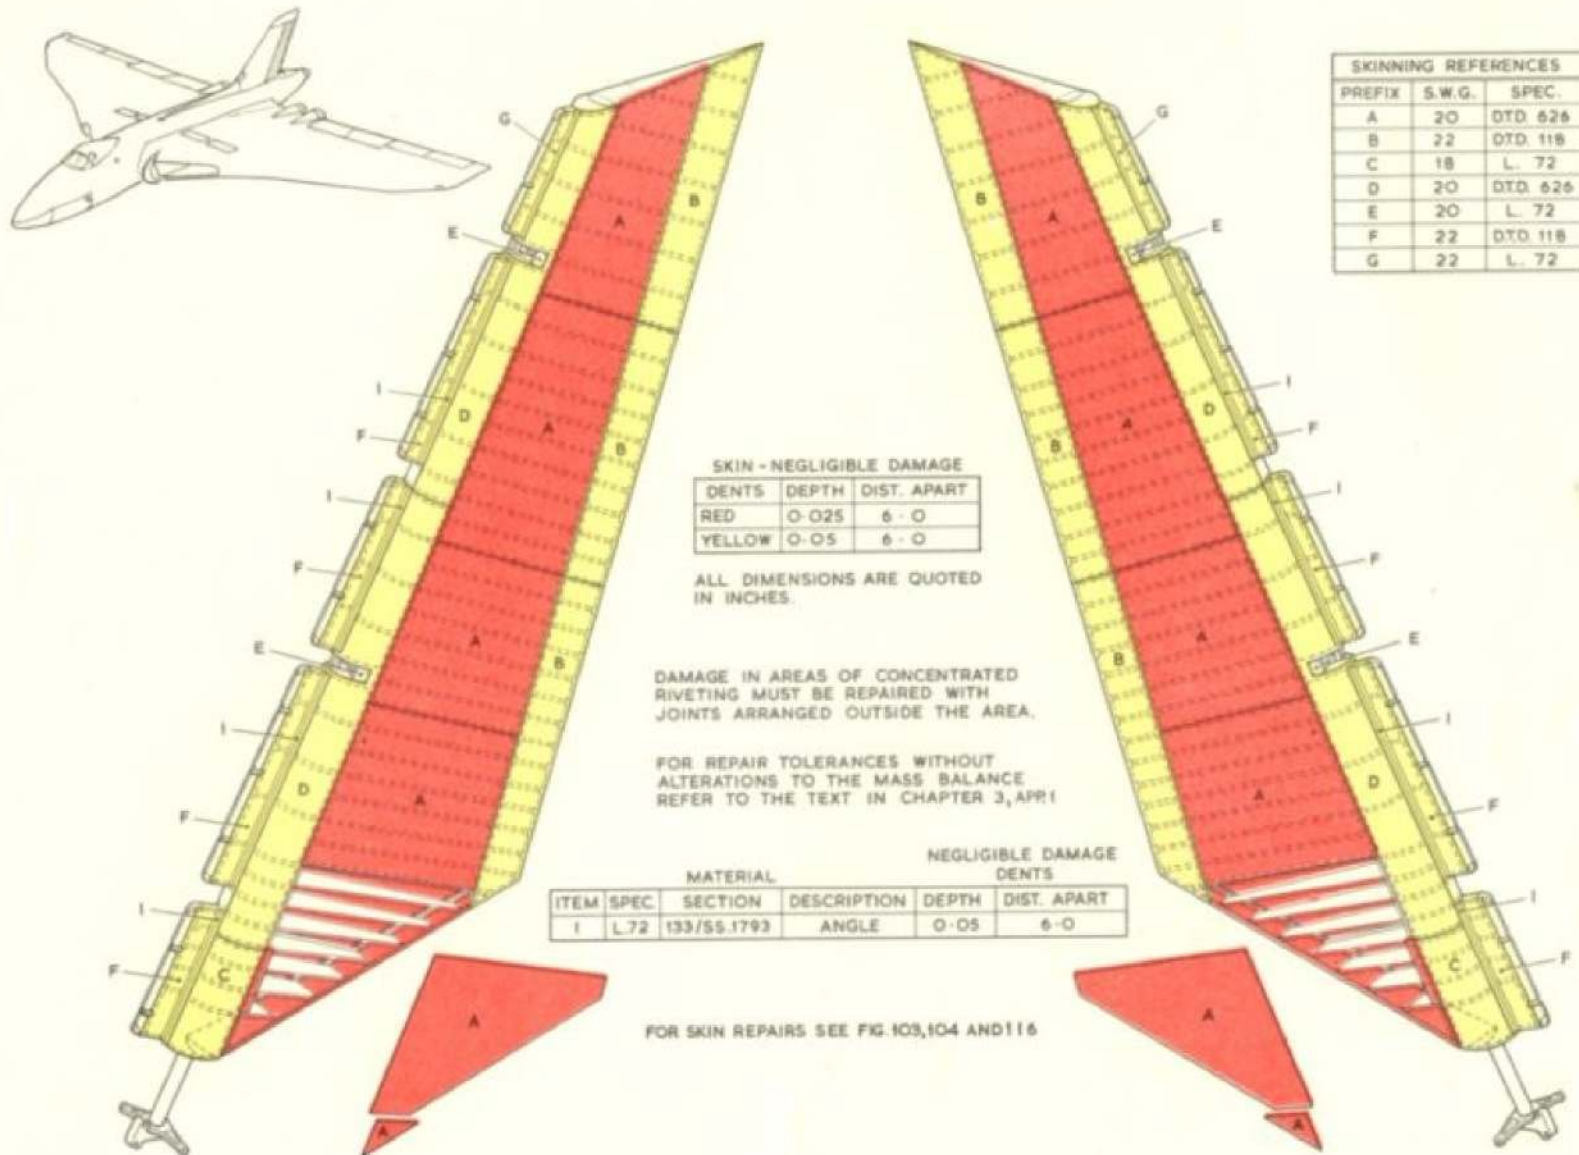 SKINNING REFERENCES
PREFIX S.W.G. SPEC.
A 20 D.T.D. 626
B 22 D.T.D. 118
C 18 L. 72
D 20 D.T.D. 626
E 20 L. 72
F 22 D.T.D. 118
G 22 L. 72
G
A
B
E
I
D
F
A
B
I
F
A
B
E
I
D
F
A
I
F
C
A
A
G
B
A
E
I
D
F
B
A
I
F
B
A
E
I
D
F
A
I
F
C
A
A
SKIN - NEGLIGIBLE DAMAGE
DENTS DEPTH DIST. APART
RED 0·025 6·0
YELLOW 0·05 6·0
ALL DIMENSIONS ARE QUOTED
IN INCHES.
DAMAGE IN AREAS OF CONCENTRATED
RIVETING MUST BE REPAIRED WITH
JOINTS ARRANGED OUTSIDE THE AREA.
FOR REPAIR TOLERANCES WITHOUT
ALTERATIONS TO THE MASS BALANCE
REFER TO THE TEXT IN CHAPTER 3, APP.1
MATERIAL NEGLIGIBLE DAMAGE
DENTS
ITEM SPEC. SECTION DESCRIPTION DEPTH DIST. APART
1 L.72 133/SS.1793 ANGLE 0·05 6·0
FOR SKIN REPAIRS SEE FIG. 103,104 AND 116